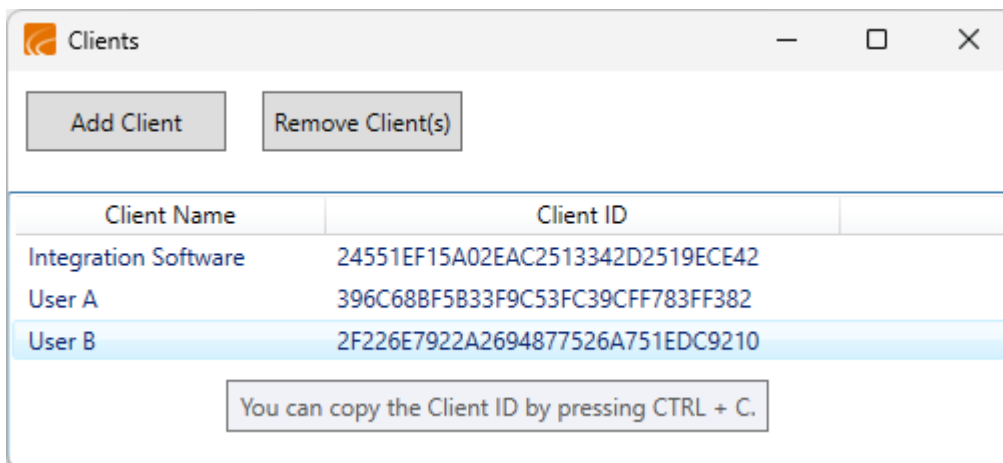 Clients
Add Client Remove Client(s)
Client Name Client ID
Integration Software 24551EF15A02EAC2513342D2519ECE42
User A 396C68BF5B33F9C53FC39CFF783FF382
User B 2F226E7922A2694877526A751EDC9210
You can copy the Client ID by pressing CTRL + C.